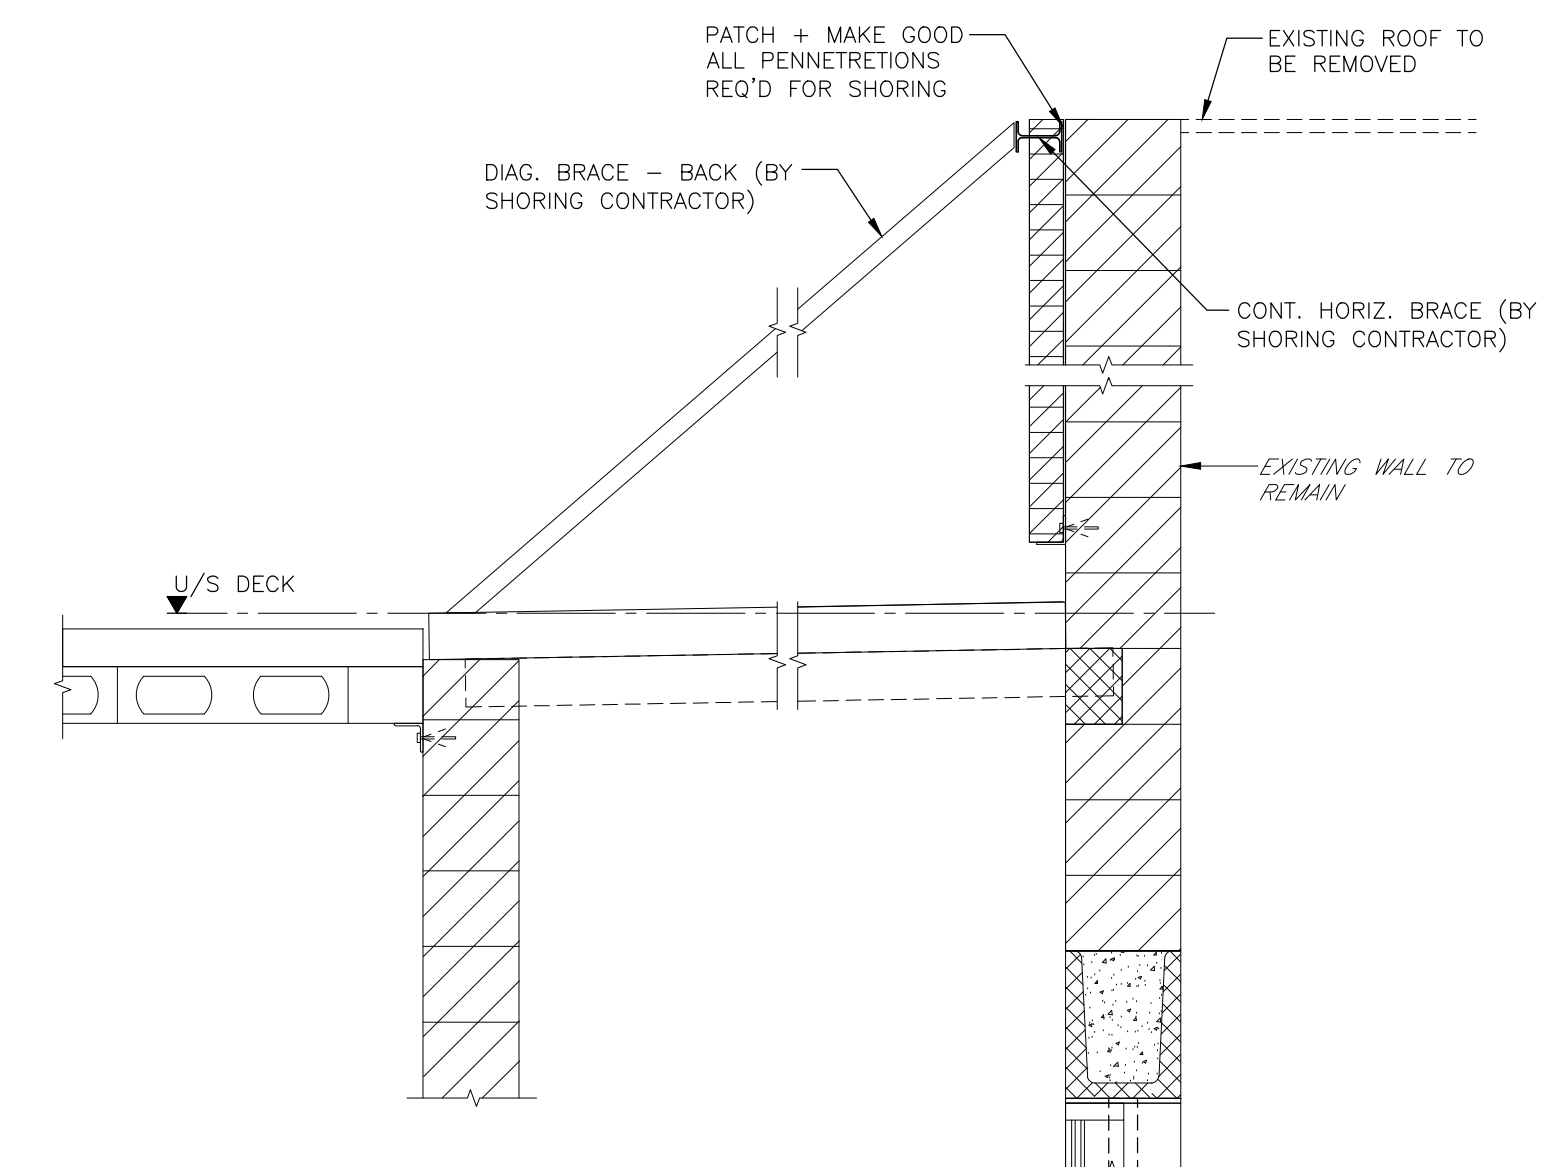 PATCH + MAKE GOOD
ALL PENNETRETIONS
REQ'D FOR SHORING
EXISTING ROOF TO
BE REMOVED
DIAG. BRACE – BACK (BY
SHORING CONTRACTOR)
CONT. HORIZ. BRACE (BY
SHORING CONTRACTOR)
EXISTING WALL TO
REMAIN
U/S DECK